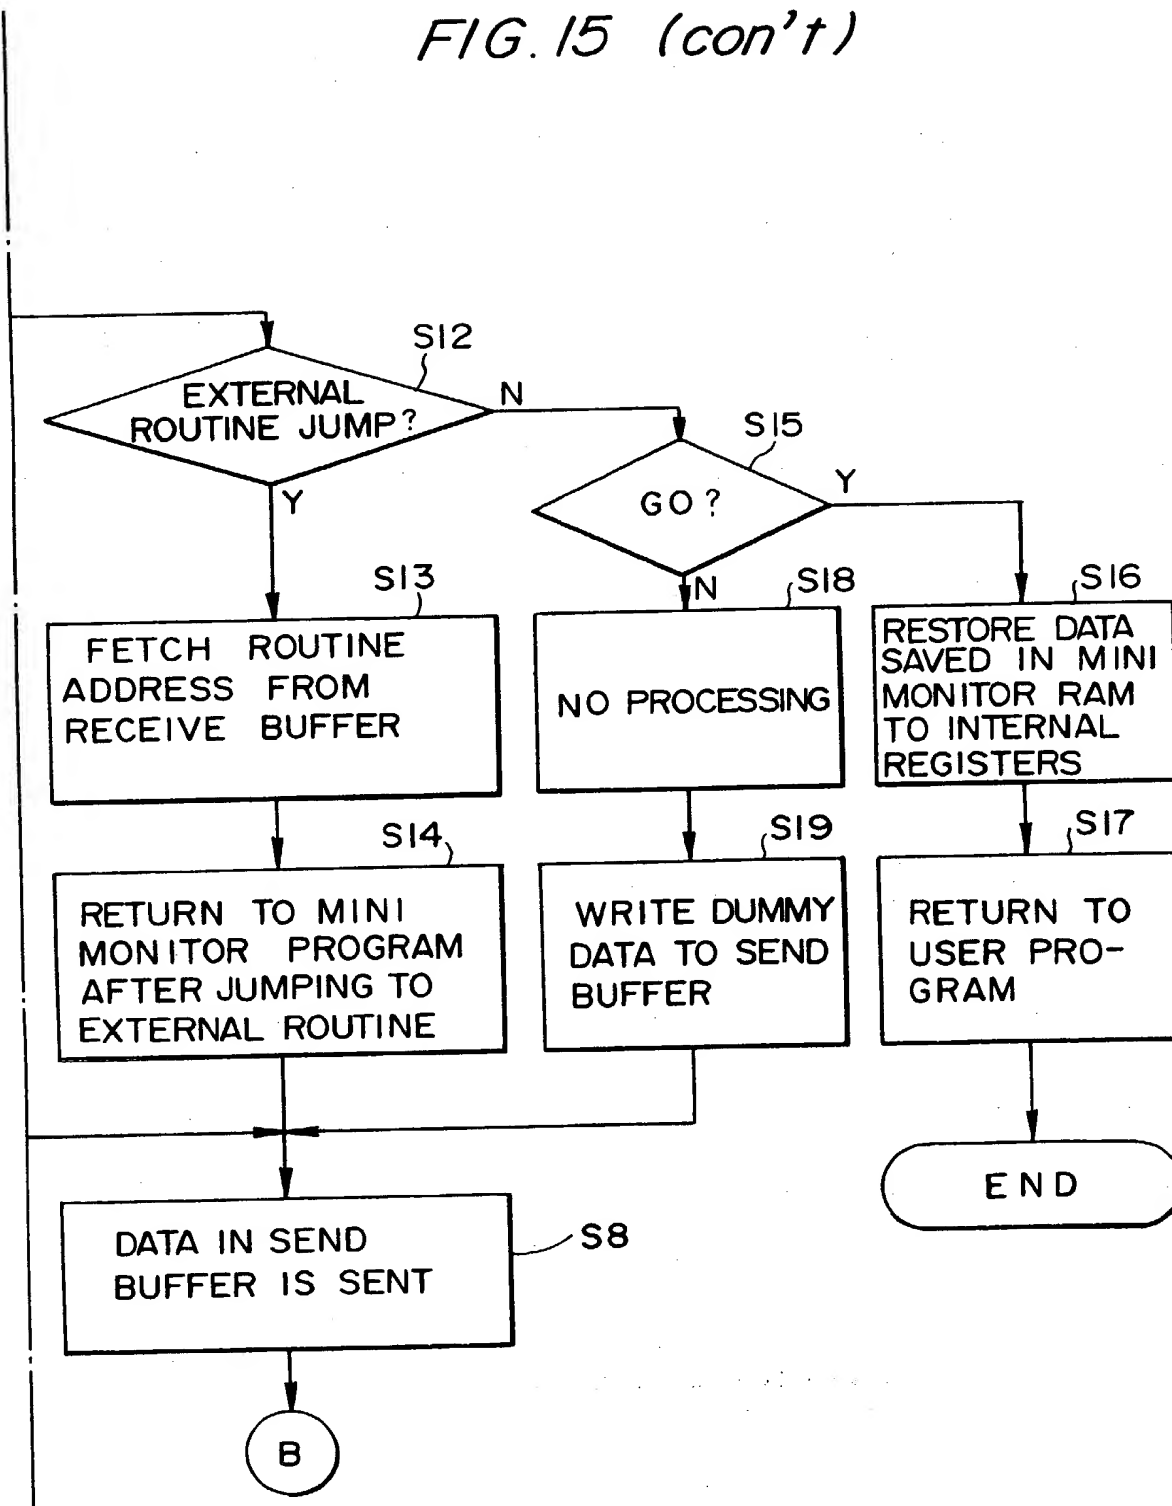 FIG. 15 (con't)
S12
EXTERNAL
ROUTINE JUMP?
N
Y
S15
GO?
Y
N
S13
FETCH ROUTINE
ADDRESS FROM
RECEIVE BUFFER
S18
NO PROCESSING
S16
RESTORE DATA
SAVED IN MINI
MONITOR RAM
TO INTERNAL
REGISTERS
S14
RETURN TO MINI
MONITOR PROGRAM
AFTER JUMPING TO
EXTERNAL ROUTINE
S19
WRITE DUMMY
DATA TO SEND
BUFFER
S17
RETURN TO
USER PRO-
GRAM
END
DATA IN SEND
BUFFER IS SENT
S8
B